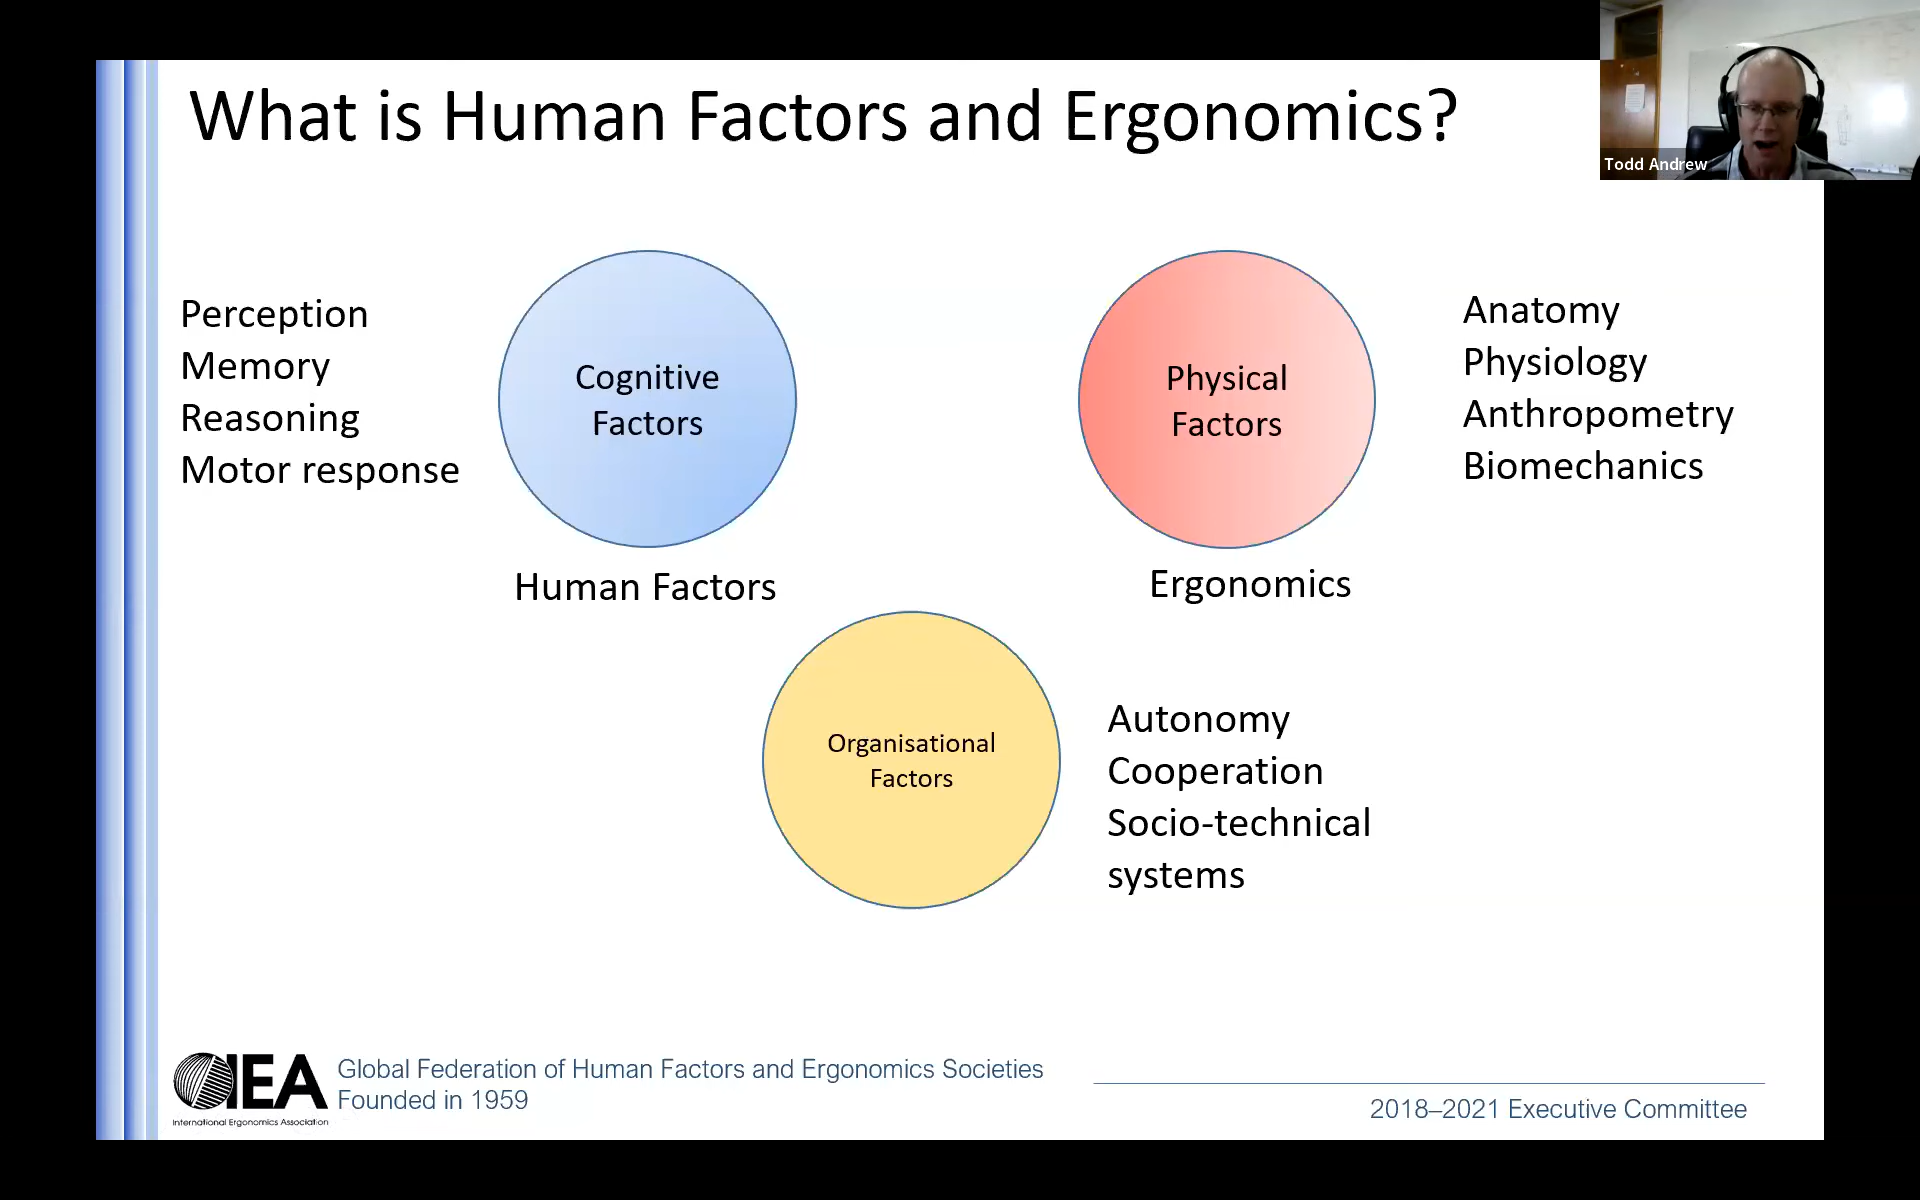 What is Human Factors and Ergonomics?
Todd Andrew
Perception
Memory
Reasoning
Motor response
Cognitive
Factors
Human Factors
Physical
Factors
Ergonomics
Anatomy
Physiology
Anthropometry
Biomechanics
Organisational
Factors
Autonomy
Cooperation
Socio-technical
systems
IEA
International Ergonomics Association
Global Federation of Human Factors and Ergonomics Societies
Founded in 1959
2018–2021 Executive Committee